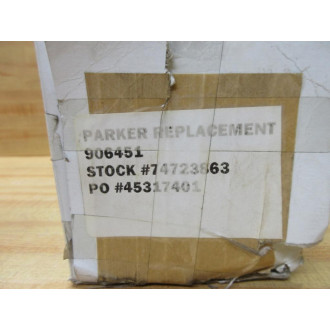 PARKER REPLACEMENT
906451
STOCK #74723863
PO #45317401